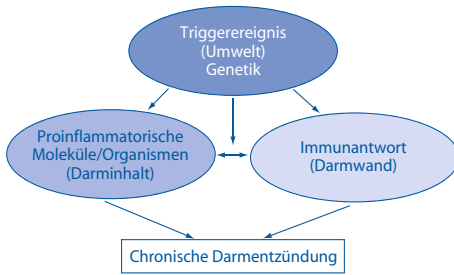 Triggerereignis
(Umwelt)
Genetik
Proinflammatorische
Moleküle/Organismen
(Darminhalt)
Immunantwort
(Darmwand)
Chronische Darmentzündung